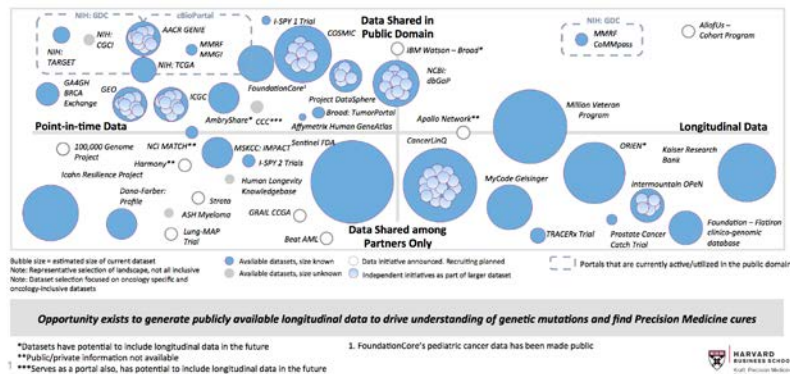 NIH: GDC
cBioPortal
I-SPY 1 Trial
Data Shared in
Public Domain
NIH: GDC
AllofUs –
Cohort Program
AACR GENIE
COSMIC
NIH:
TARGET
NIH:
CGCI
MMRF
MMGI
IBM Watson – Broad*
MMRF
CoMMpass
NIH: TCGA
FoundationCore¹
NCBI:
dbGaP
GA4GH
BRCA
Exchange
GEO
ICGC
Project DataSphere
Million Veteran
Program
CCC***
Broad: TumorPortal
AmbryShare*
Affymetrix Human GeneAtlas
Apollo Network**
Point-in-time Data
Longitudinal Data
NCI MATCH**
Sentinel FDA
CancerLinQ
ORIEN*
100,000 Genome
Project
MSKCC: IMPACT
Kaiser Research
Bank
Harmony**
I-SPY 2 Trials
Icahn Resilience Project
Human Longevity
Knowledgebase
MyCode Geisinger
Intermountain OPeN
Dana-Farber:
Profile
Strata
ASH Myeloma
GRAIL CCGA
Foundation – Flatiron
clinico-genomic
database
Lung-MAP
Trial
Beat AML
Data Shared among
Partners Only
TRACERx Trial
Prostate Cancer
Catch Trial
Bubble size = estimated size of current dataset
Note: Representative selection of landscape, not all inclusive
Note: Dataset selection focused on oncology specific and
oncology-inclusive datasets
Available datasets, size known
Available datasets, size unknown
Data initiative announced. Recruiting planned
Independent initiatives as part of larger dataset
Portals that are currently active/utilized in the public domain
Opportunity exists to generate publicly available longitudinal data to drive understanding of genetic mutations and find Precision Medicine cures
*Datasets have potential to include longitudinal data in the future
**Public/private information not available
***Serves as a portal also, has potential to include longitudinal data in the future
1. FoundationCore's pediatric cancer data has been made public
1
HARVARD
BUSINESS SCHOOL
Kraft Precision Medicine